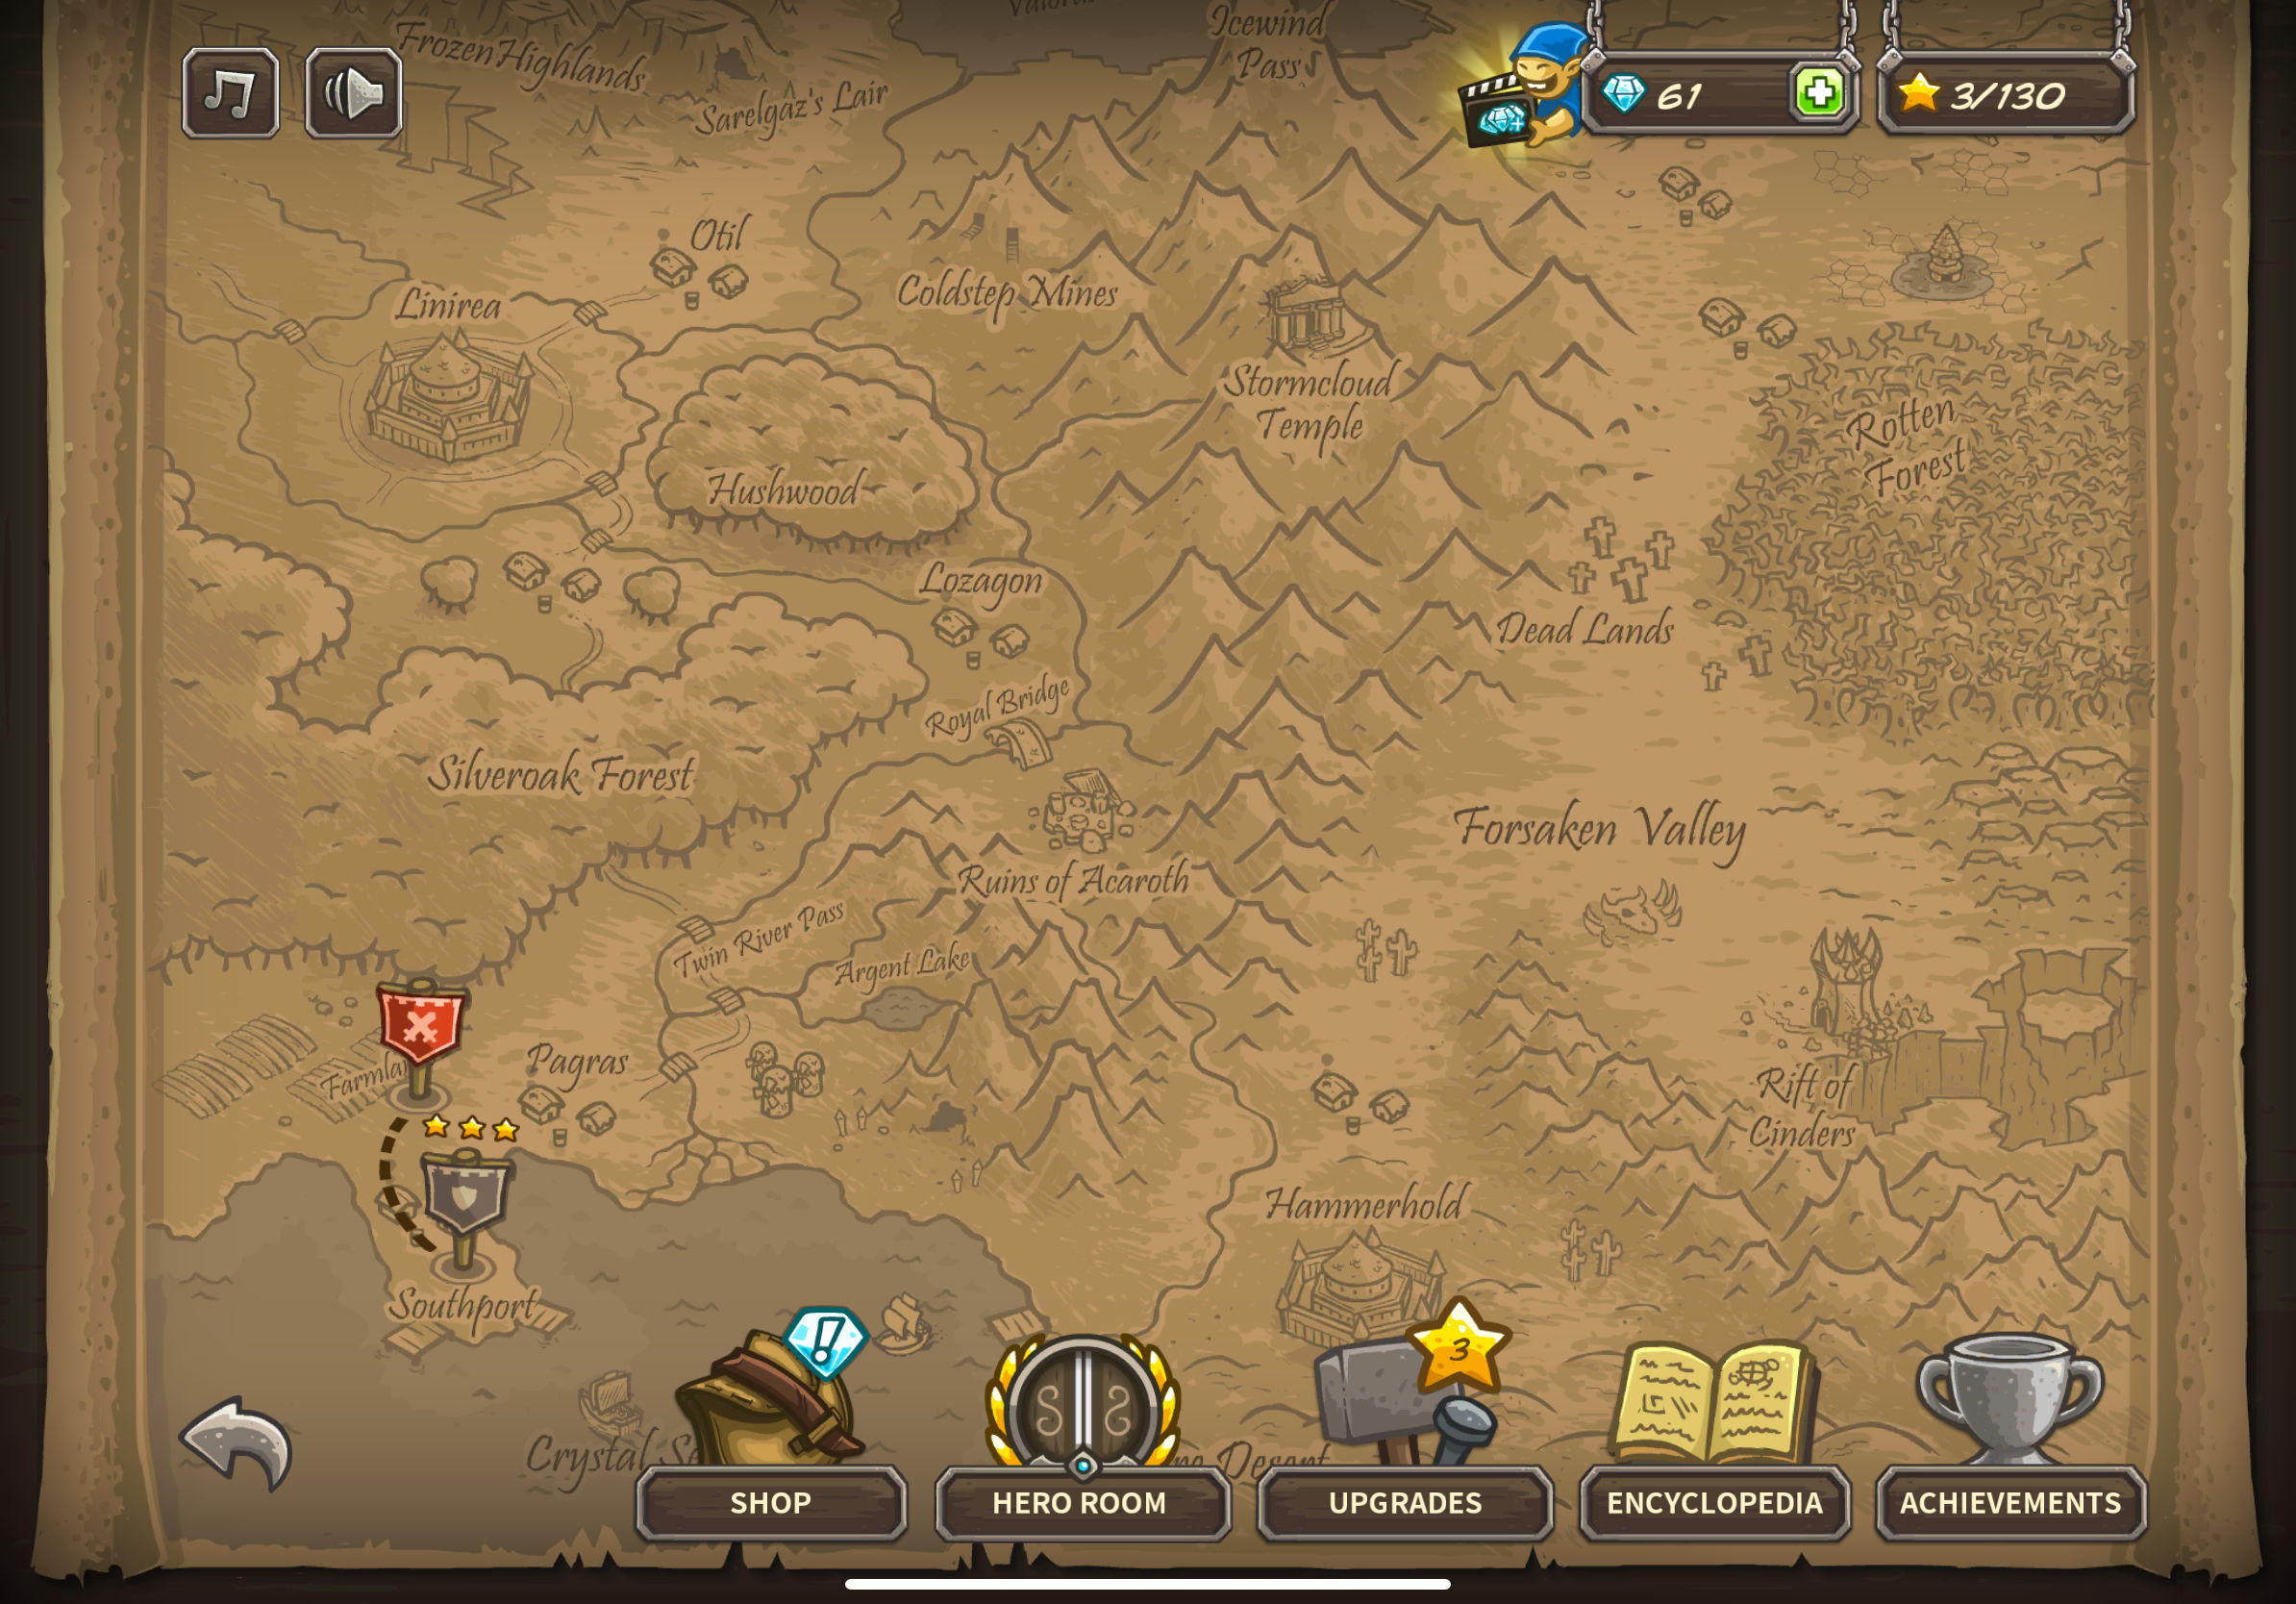 Frozen Highlands
Icewind
Pass
Sarelgaz's Lair
61
3/130
Otil
Linirea
Coldstep Mines
Stormcloud
Temple
Rotten
Forest
Hushwood
Lozagon
Dead Lands
Royal Bridge
Silveroak Forest
Forsaken Valley
Ruins of Acaroth
Twin River Pass
Argent Lake
Pagras
Rift of
Cinders
Hammerhold
Southport
!
3
Crystal
Desert
SHOP
HERO ROOM
UPGRADES
ENCYCLOPEDIA
ACHIEVEMENTS